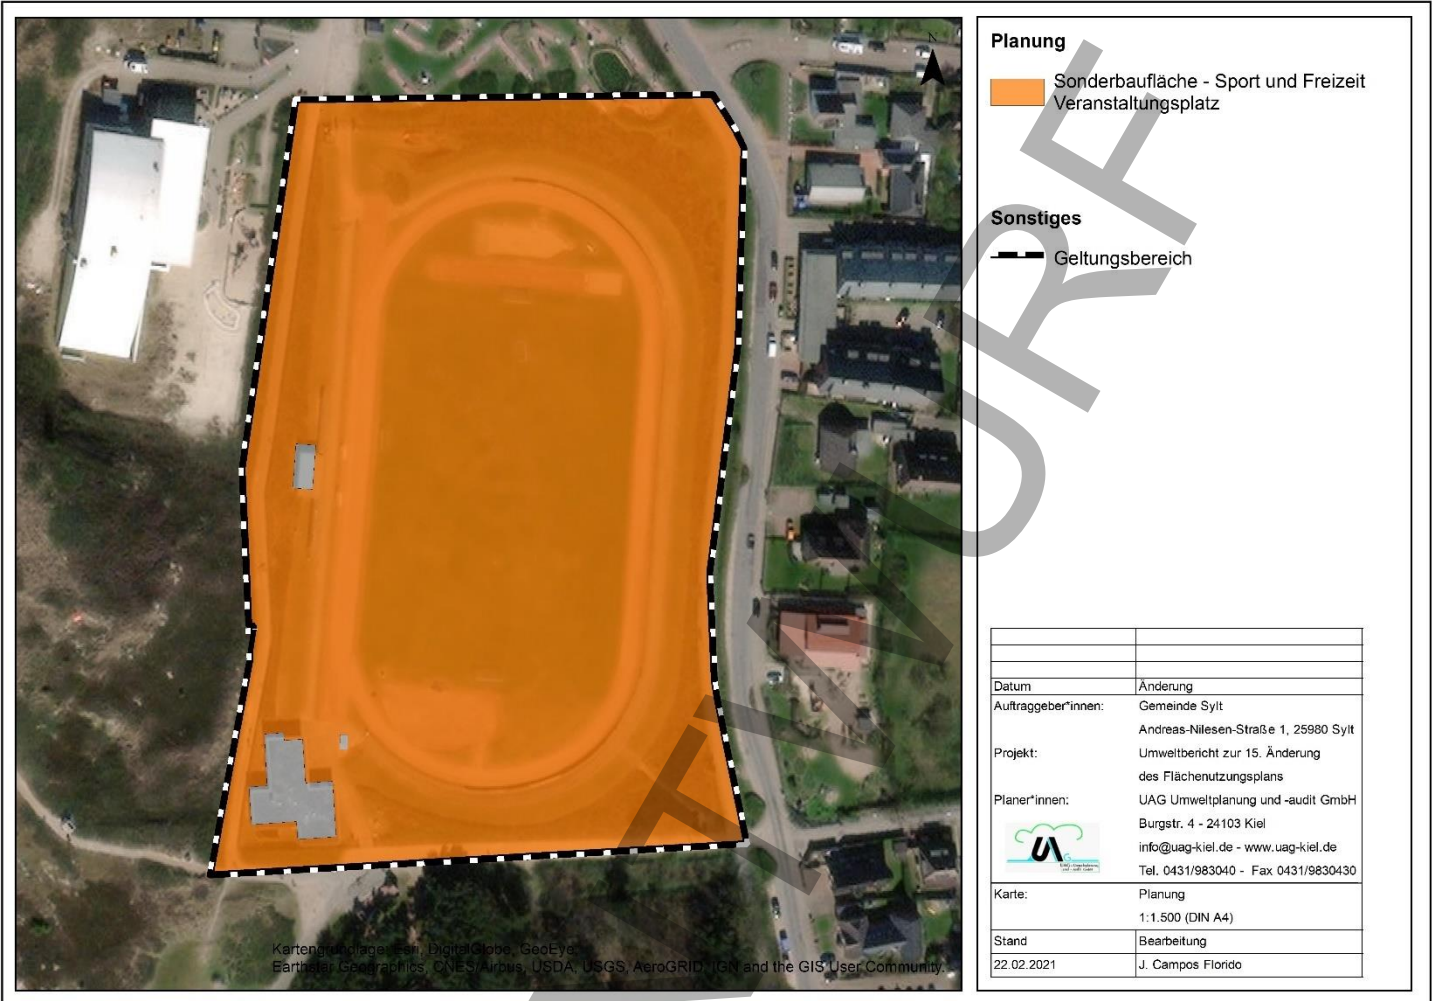 N
Planung
Sonderbaufläche - Sport und Freizeit
Veranstaltungsplatz
Sonstiges
Geltungsbereich
Datum Änderung
Auftraggeber*innen: Gemeinde Sylt
Andreas-Nilesen-Straße 1, 25980 Sylt
Projekt: Umweltbericht zur 15. Änderung
des Flächenutzungsplans
Planer*innen: UAG Umweltplanung und -audit GmbH
Burgstr. 4 - 24103 Kiel
info@uag-kiel.de - www.uag-kiel.de
Tel. 0431/983040 - Fax 0431/9830430
UAG
Karte: Planung
1:1.500 (DIN A4)
Stand Bearbeitung
22.02.2021 J. Campos Florido
Kartengrundlage: Esri, DigitalGlobe, GeoEye,
Earthstar Geographics, CNES/Airbus, USDA, USGS, AeroGRID, IGN and the GIS User Community.
TWURF